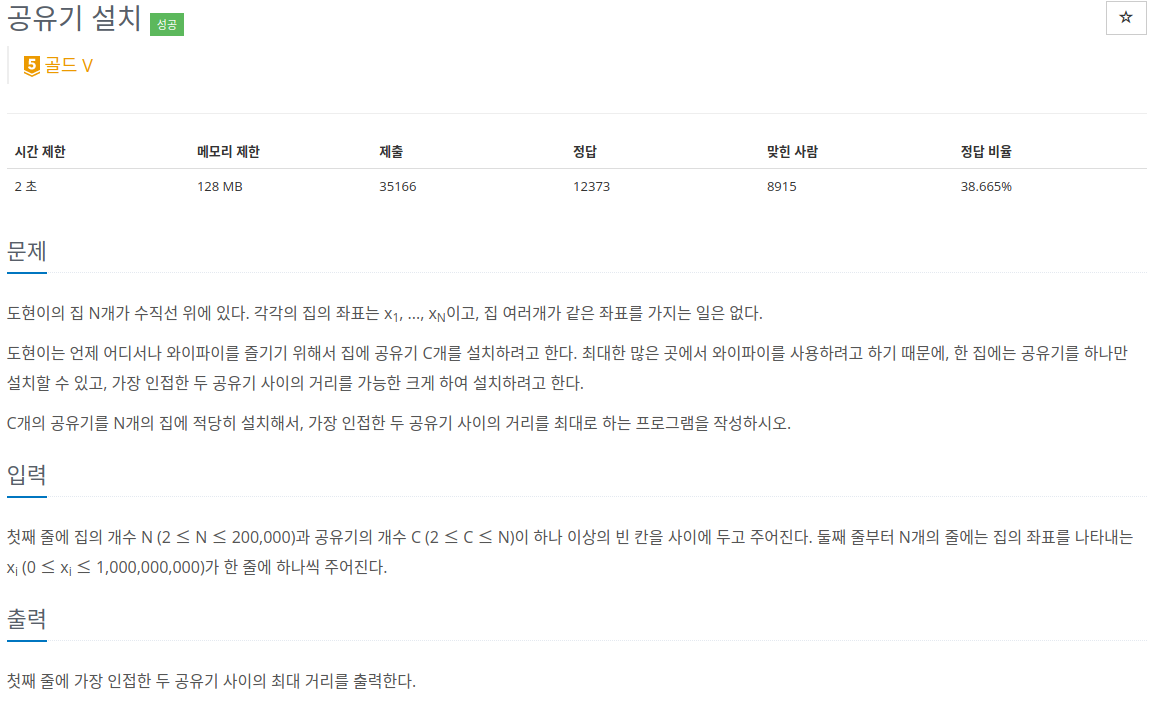 공유기 설치 성공
☆
5 골드 V
시간 제한 메모리 제한 제출 정답 맞힌 사람 정답 비율
2 초 128 MB 35166 12373 8915 38.665%
문제
도현이의 집 N개가 수직선 위에 있다. 각각의 집의 좌표는 x1, ..., xN이고, 집 여러개가 같은 좌표를 가지는 일은 없다.
도현이는 언제 어디서나 와이파이를 즐기기 위해서 집에 공유기 C개를 설치하려고 한다. 최대한 많은 곳에서 와이파이를 사용하려고 하기 때문에, 한 집에는 공유기를 하나만
설치할 수 있고, 가장 인접한 두 공유기 사이의 거리를 가능한 크게 하여 설치하려고 한다.
C개의 공유기를 N개의 집에 적당히 설치해서, 가장 인접한 두 공유기 사이의 거리를 최대로 하는 프로그램을 작성하시오.
입력
첫째 줄에 집의 개수 N (2 ≤ N ≤ 200,000)과 공유기의 개수 C (2 ≤ C ≤ N)이 하나 이상의 빈 칸을 사이에 두고 주어진다. 둘째 줄부터 N개의 줄에는 집의 좌표를 나타내는
xi (0 ≤ xi ≤ 1,000,000,000)가 한 줄에 하나씩 주어진다.
출력
첫째 줄에 가장 인접한 두 공유기 사이의 최대 거리를 출력한다.